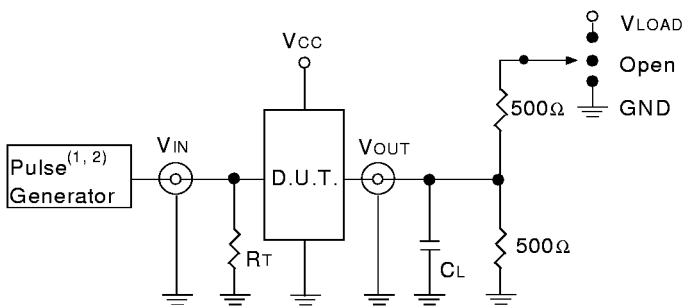 VLOAD
VCC
Open
500Ω
GND
VIN
VOUT
Pulse(1, 2)
Generator
D.U.T.
RT
CL
500Ω